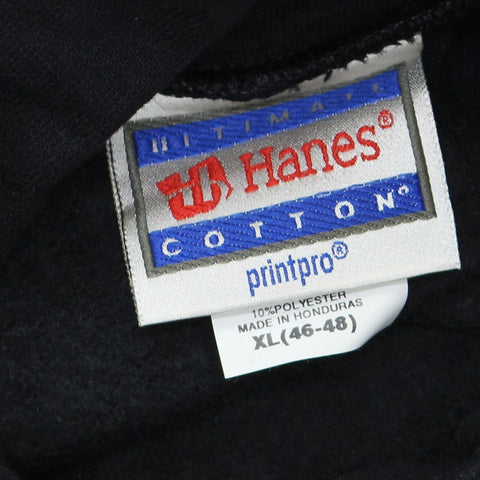 ULTIMATE
Hanes®
COTTON®
printpro®
10%POLYESTER
MADE IN HONDURAS
XL(46-48)